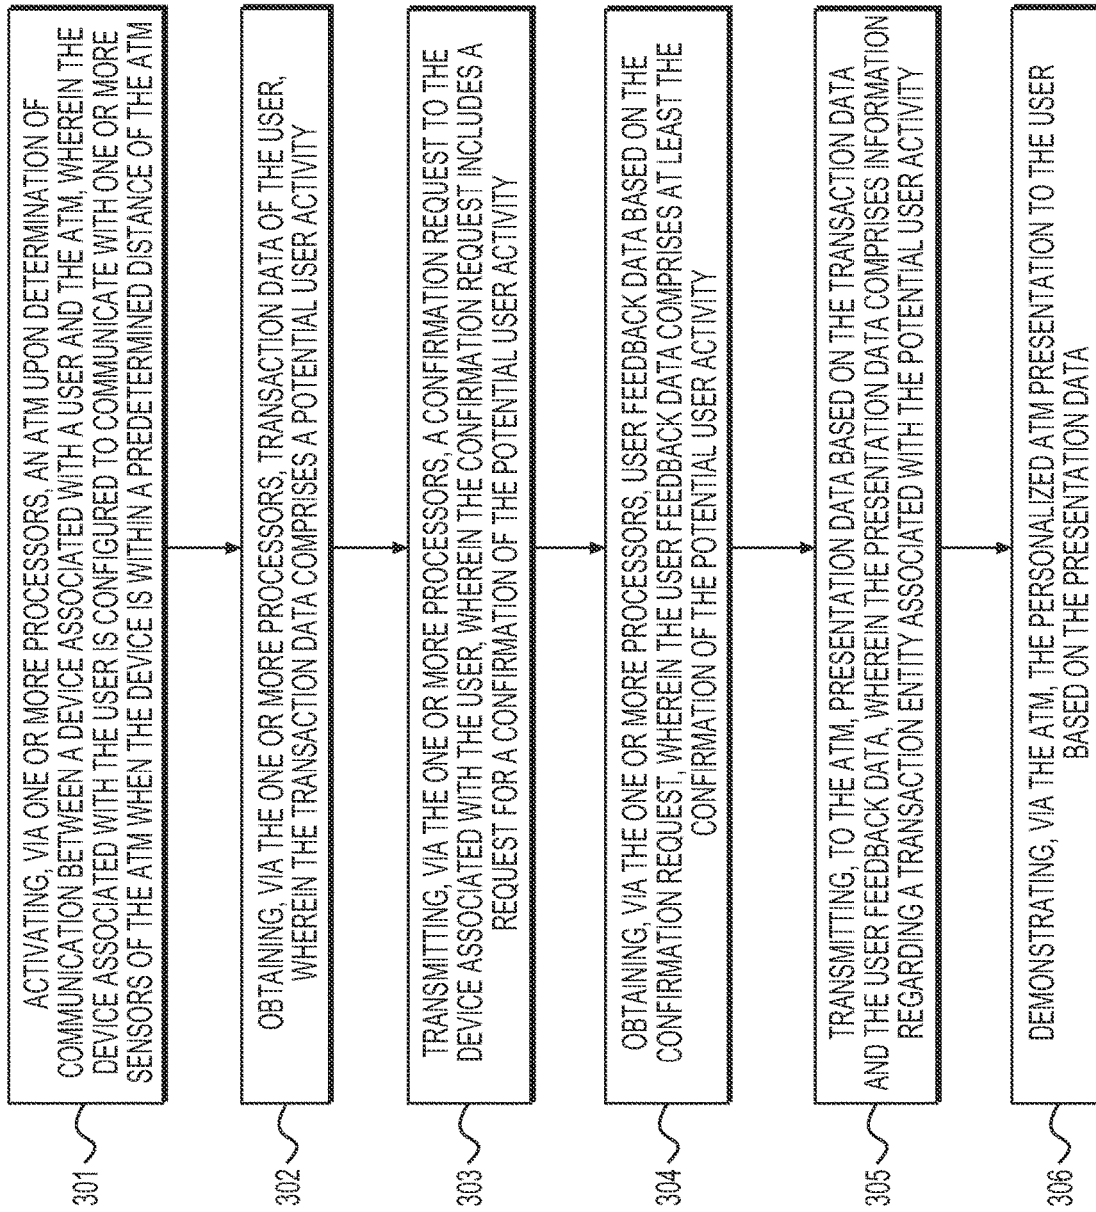 301
ACTIVATING, VIA ONE OR MORE PROCESSORS, AN ATM UPON DETERMINATION OF
COMMUNICATION BETWEEN A DEVICE ASSOCIATED WITH A USER AND THE ATM, WHEREIN THE
DEVICE ASSOCIATED WITH THE USER IS CONFIGURED TO COMMUNICATE WITH ONE OR MORE
SENSORS OF THE ATM WHEN THE DEVICE IS WITHIN A PREDETERMINED DISTANCE OF THE ATM
302
OBTAINING, VIA THE ONE OR MORE PROCESSORS, TRANSACTION DATA OF THE USER,
WHEREIN THE TRANSACTION DATA COMPRISES A POTENTIAL USER ACTIVITY
303
TRANSMITTING, VIA THE ONE OR MORE PROCESSORS, A CONFIRMATION REQUEST TO THE
DEVICE ASSOCIATED WITH THE USER, WHEREIN THE CONFIRMATION REQUEST INCLUDES A
REQUEST FOR A CONFIRMATION OF THE POTENTIAL USER ACTIVITY
304
OBTAINING, VIA THE ONE OR MORE PROCESSORS, USER FEEDBACK DATA BASED ON THE
CONFIRMATION REQUEST, WHEREIN THE USER FEEDBACK DATA COMPRISES AT LEAST THE
CONFIRMATION OF THE POTENTIAL USER ACTIVITY
305
TRANSMITTING, TO THE ATM, PRESENTATION DATA BASED ON THE TRANSACTION DATA
AND THE USER FEEDBACK DATA, WHEREIN THE PRESENTATION DATA COMPRISES INFORMATION
REGARDING A TRANSACTION ENTITY ASSOCIATED WITH THE POTENTIAL USER ACTIVITY
306
DEMONSTRATING, VIA THE ATM, THE PERSONALIZED ATM PRESENTATION TO THE USER
BASED ON THE PRESENTATION DATA